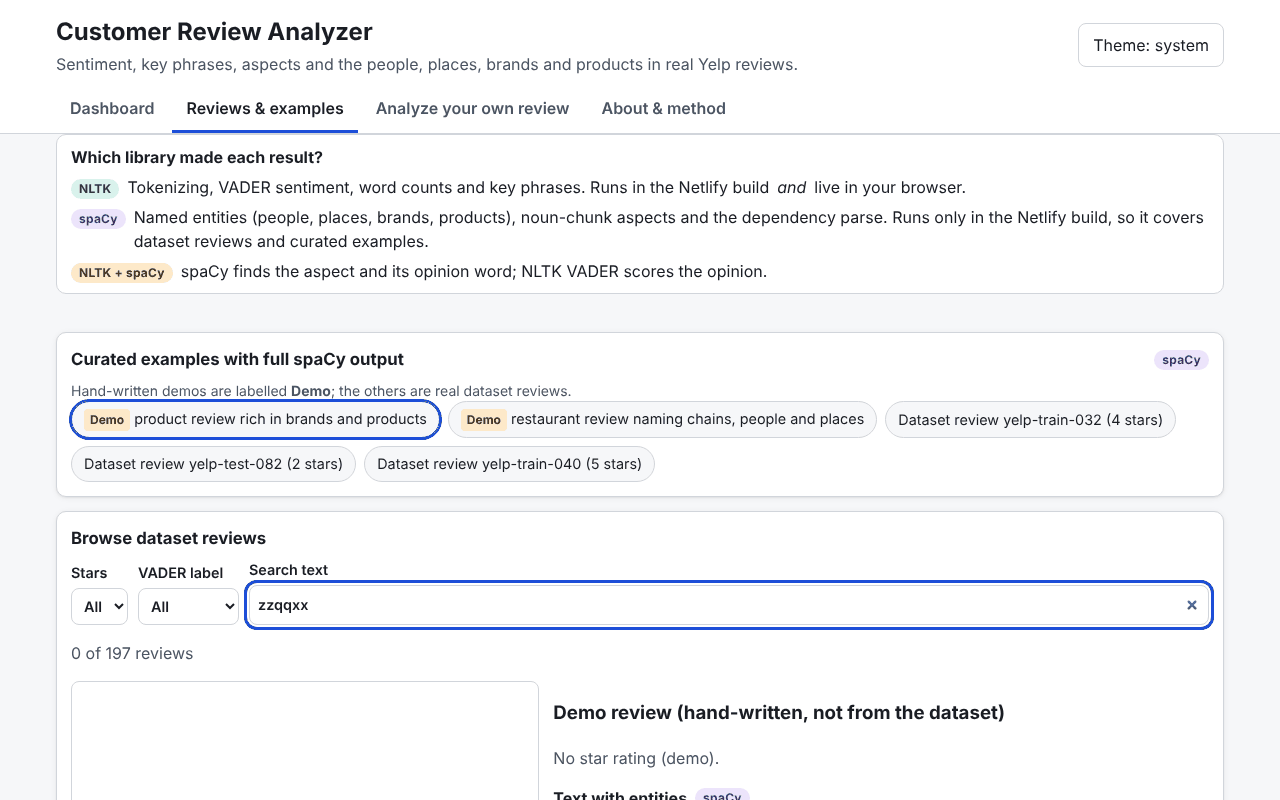 Customer Review Analyzer
Sentiment, key phrases, aspects and the people, places, brands and products in real Yelp reviews.
Theme: system
Dashboard Reviews & examples Analyze your own review About & method
Which library made each result?
NLTK Tokenizing, VADER sentiment, word counts and key phrases. Runs in the Netlify build and live in your browser.
spaCy Named entities (people, places, brands, products), noun-chunk aspects and the dependency parse. Runs only in the Netlify build, so it covers
dataset reviews and curated examples.
NLTK + spaCy spaCy finds the aspect and its opinion word; NLTK VADER scores the opinion.
Curated examples with full spaCy output spaCy
Hand-written demos are labelled Demo; the others are real dataset reviews.
Demo product review rich in brands and products Demo restaurant review naming chains, people and places Dataset review yelp-train-032 (4 stars)
Dataset review yelp-test-082 (2 stars) Dataset review yelp-train-040 (5 stars)
Browse dataset reviews
Stars VADER label Search text
All All zzqqxx
0 of 197 reviews
Demo review (hand-written, not from the dataset)
No star rating (demo).
Text with entities spaCy